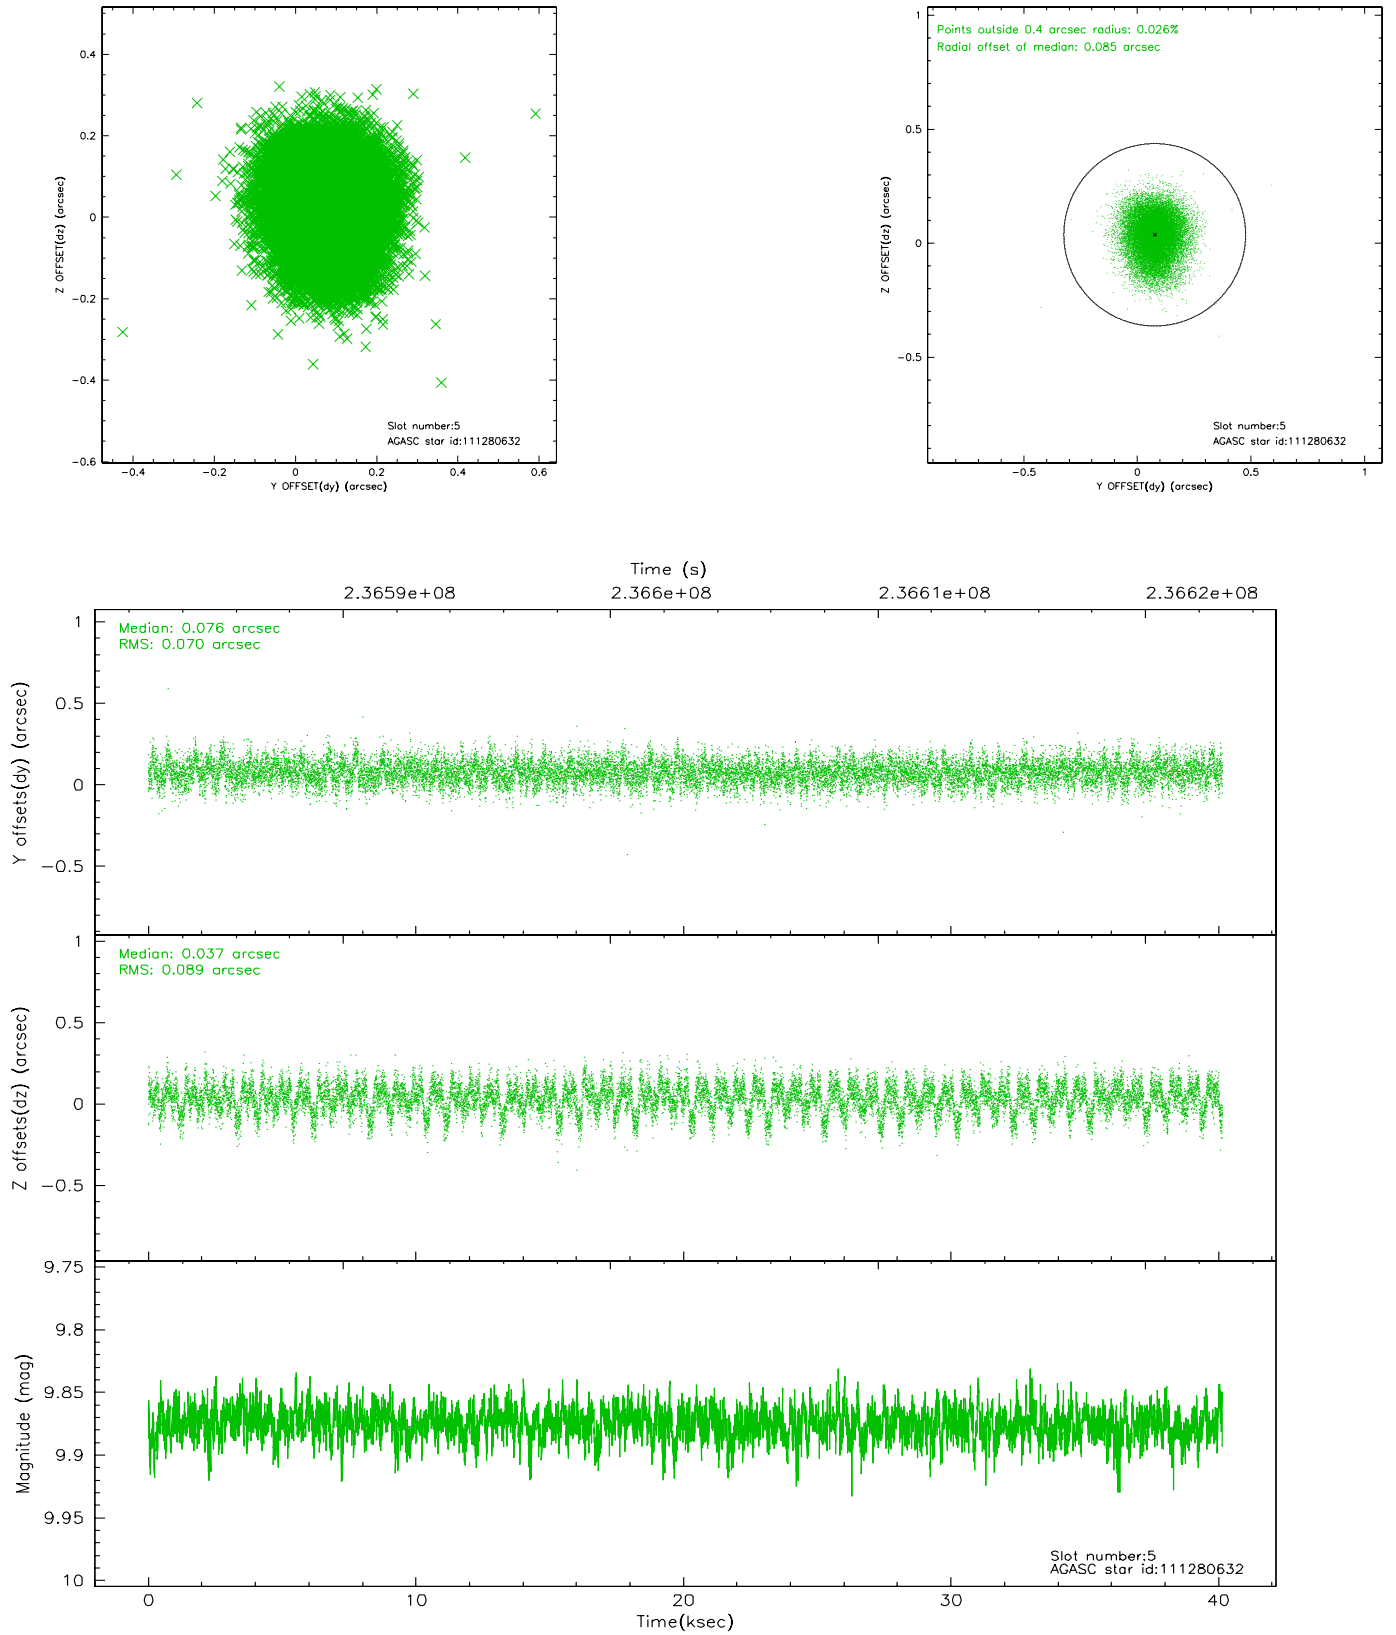 0.4
0.2
0
−0.2
−0.4
−0.6
Z OFFSET(dz) (arcsec)
Slot number:5
AGASC star id:111280632
−0.4 −0.2 0 0.2 0.4 0.6
Y OFFSET(dy) (arcsec)
Points outside 0.4 arcsec radius: 0.026%
Radial offset of median: 0.085 arcsec
1
0.5
0
−0.5
Z OFFSET(dz) (arcsec)
Slot number:5
AGASC star id:111280632
−0.5 0 0.5 1
Y OFFSET(dy) (arcsec)
Time (s)
2.3659e+08 2.366e+08 2.3661e+08 2.3662e+08
Median: 0.076 arcsec
RMS: 0.070 arcsec
1
0.5
0
−0.5
Y offsets(dy) (arcsec)
Median: 0.037 arcsec
RMS: 0.089 arcsec
1
0.5
0
−0.5
Z offsets(dz) (arcsec)
9.75
9.8
9.85
9.9
9.95
10
Magnitude (mag)
Slot number:5
AGASC star id:111280632
0 10 20 30 40
Time(ksec)